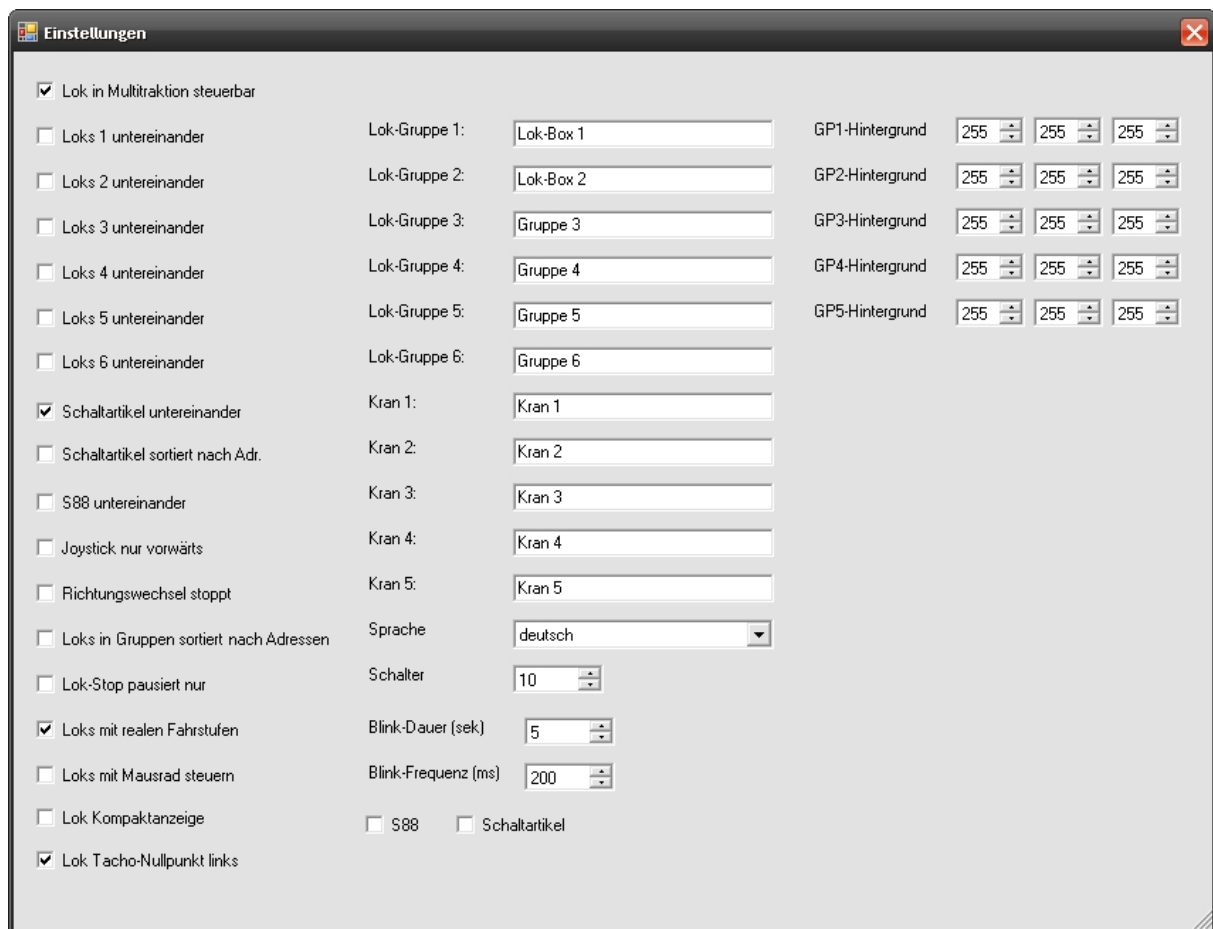 Einstellungen
Lok in Multitraktion steuerbar
Loks 1 untereinander
Loks 2 untereinander
Loks 3 untereinander
Loks 4 untereinander
Loks 5 untereinander
Loks 6 untereinander
Schaltartikel untereinander
Schaltartikel sortiert nach Adr.
S88 untereinander
Joystick nur vorwärts
Richtungswechsel stoppt
Loks in Gruppen sortiert nach Adressen
Lok-Stop pausiert nur
Loks mit realen Fahrstufen
Loks mit Mausrad steuern
Lok Kompaktanzeige
Lok Tacho-Nullpunkt links
Lok-Gruppe 1: Lok-Box 1
Lok-Gruppe 2: Lok-Box 2
Lok-Gruppe 3: Gruppe 3
Lok-Gruppe 4: Gruppe 4
Lok-Gruppe 5: Gruppe 5
Lok-Gruppe 6: Gruppe 6
Kran 1: Kran 1
Kran 2: Kran 2
Kran 3: Kran 3
Kran 4: Kran 4
Kran 5: Kran 5
Sprache deutsch
Schalter 10
Blink-Dauer (sek) 5
Blink-Frequenz (ms) 200
S88 Schaltartikel
GP1-Hintergrund 255 255 255
GP2-Hintergrund 255 255 255
GP3-Hintergrund 255 255 255
GP4-Hintergrund 255 255 255
GP5-Hintergrund 255 255 255